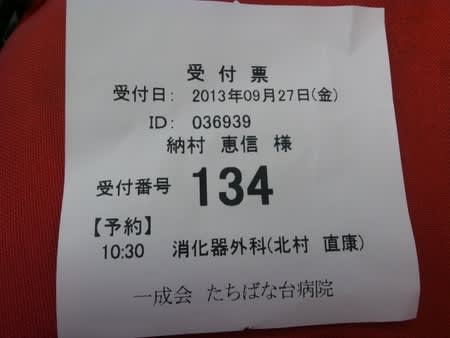 受付票
受付日： 2013年09月27日(金)
ID： 036939
納村 恵信 様
受付番号 134
【予約】
10:30 消化器外科(北村 直康)
一成会 たちばな台病院